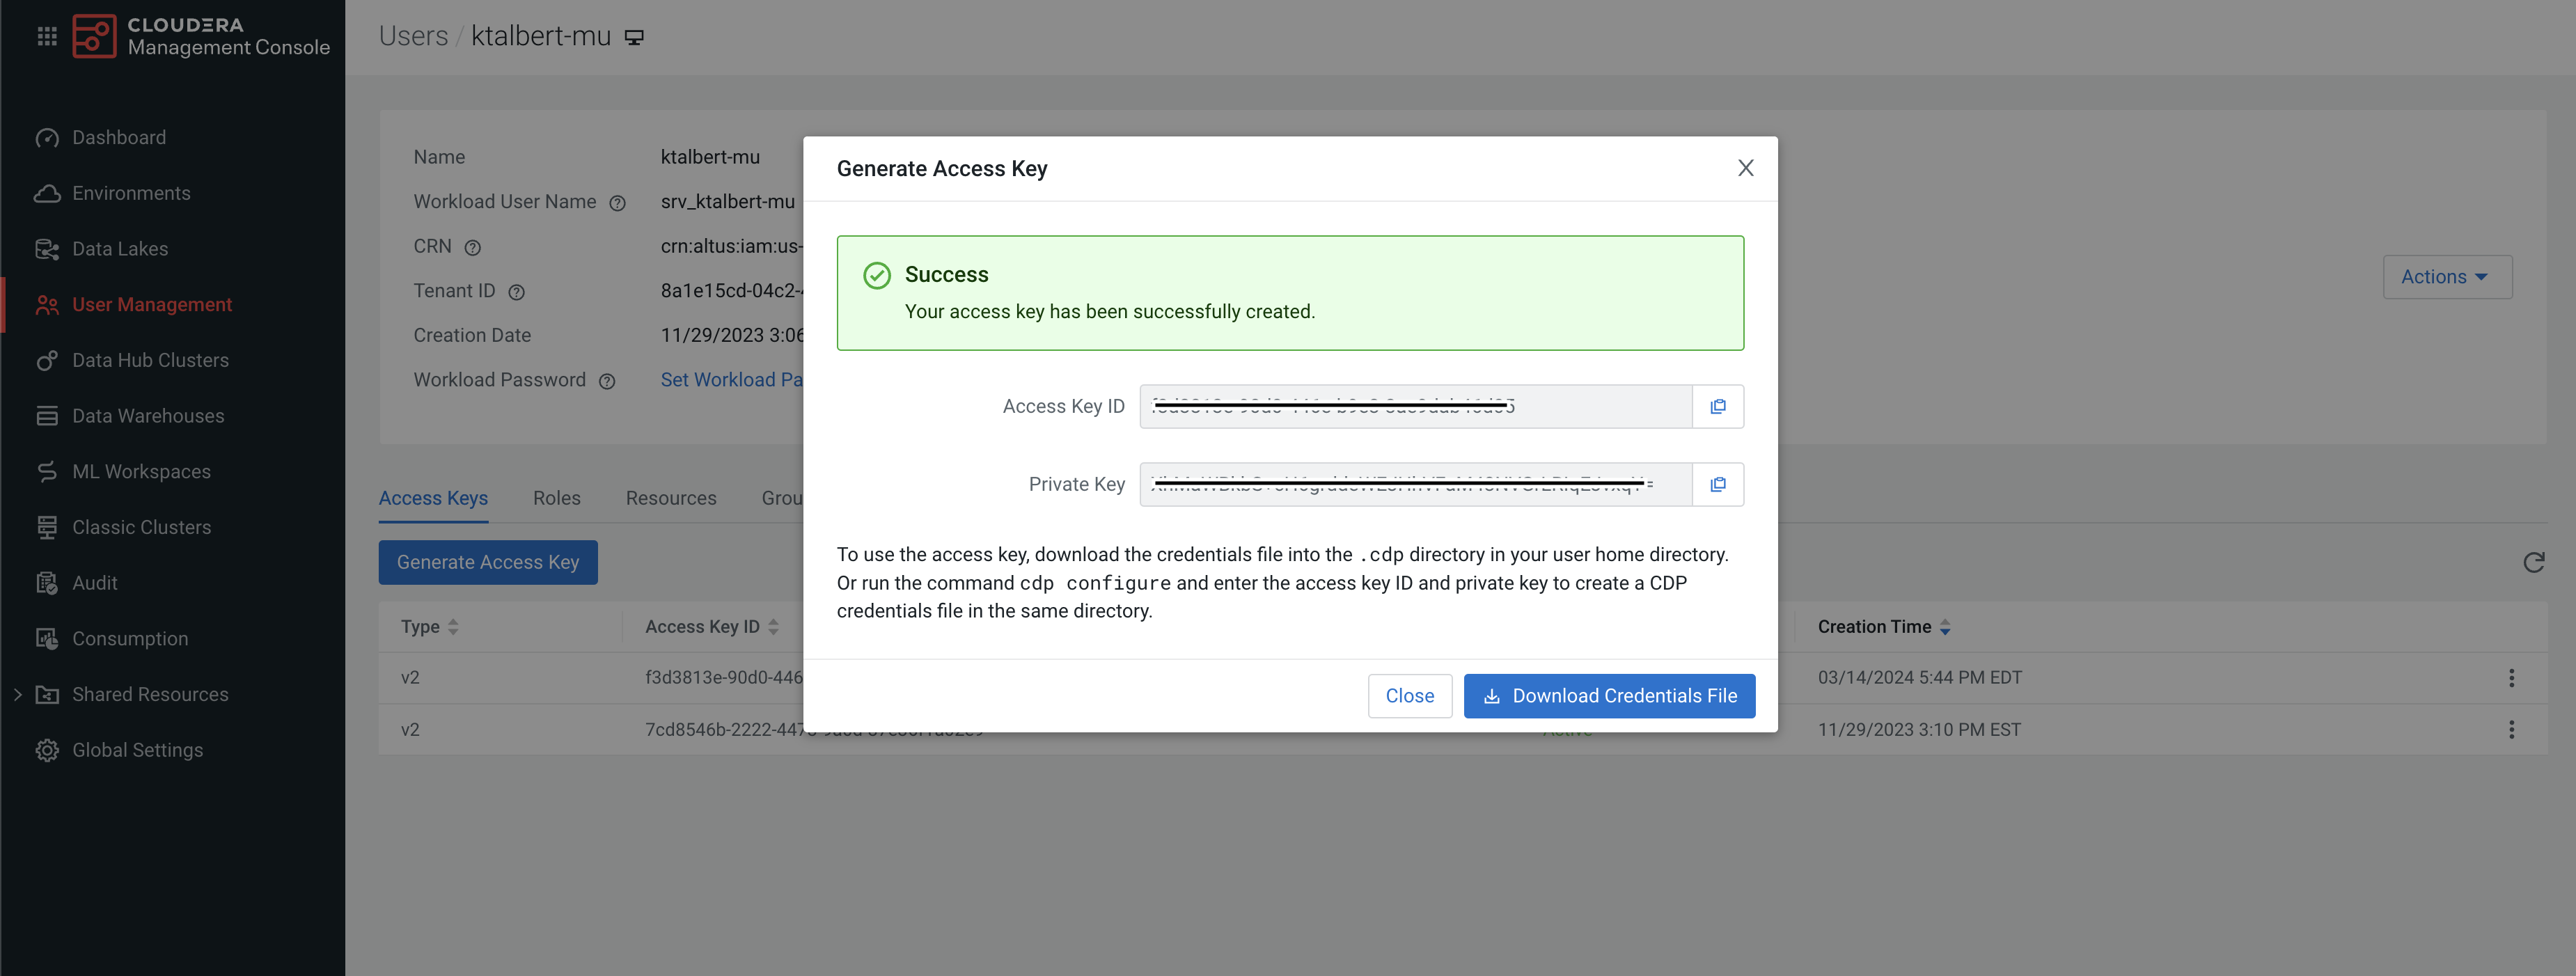 CLOUDERA
Management Console
Users / ktalbert-mu
Dashboard
Environments
Data Lakes
User Management
Data Hub Clusters
Data Warehouses
ML Workspaces
Classic Clusters
Audit
Consumption
Shared Resources
Global Settings
Name ktalbert-mu
Workload User Name srv_ktalbert-mu
CRN crn:altus:iam:us-
Tenant ID 8a1e15cd-04c2-
Creation Date 11/29/2023 3:06
Workload Password Set Workload Pa
Actions
Access Keys Roles Resources Grou
Generate Access Key
Type Access Key ID Creation Time
v2 f3d3813e-90d0-446 03/14/2024 5:44 PM EDT
v2 7cd8546b-2222-447 11/29/2023 3:10 PM EST
Generate Access Key
Success
Your access key has been successfully created.
Access Key ID
Private Key
To use the access key, download the credentials file into the .cdp directory in your user home directory.
Or run the command cdp configure and enter the access key ID and private key to create a CDP
credentials file in the same directory.
Close Download Credentials File